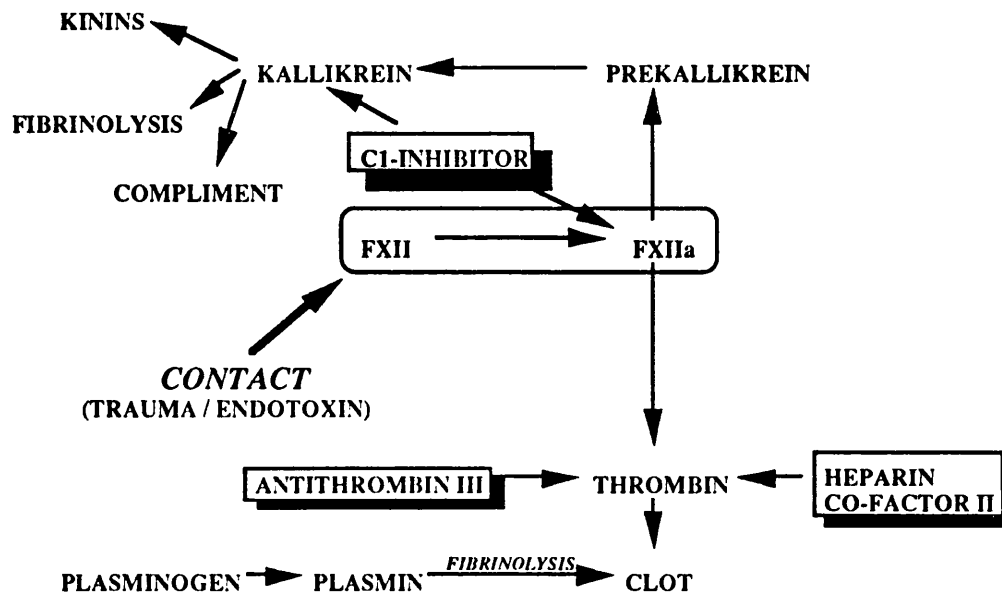 KININS
KALLIKREIN
PREKALLIKREIN
FIBRINOLYSIS
C1-INHIBITOR
COMPLIMENT
FXII
FXIIa
CONTACT
(TRAUMA / ENDOTOXIN)
ANTITHROMBIN III
THROMBIN
HEPARIN
CO-FACTOR II
PLASMINOGEN
PLASMIN
FIBRINOLYSIS
CLOT